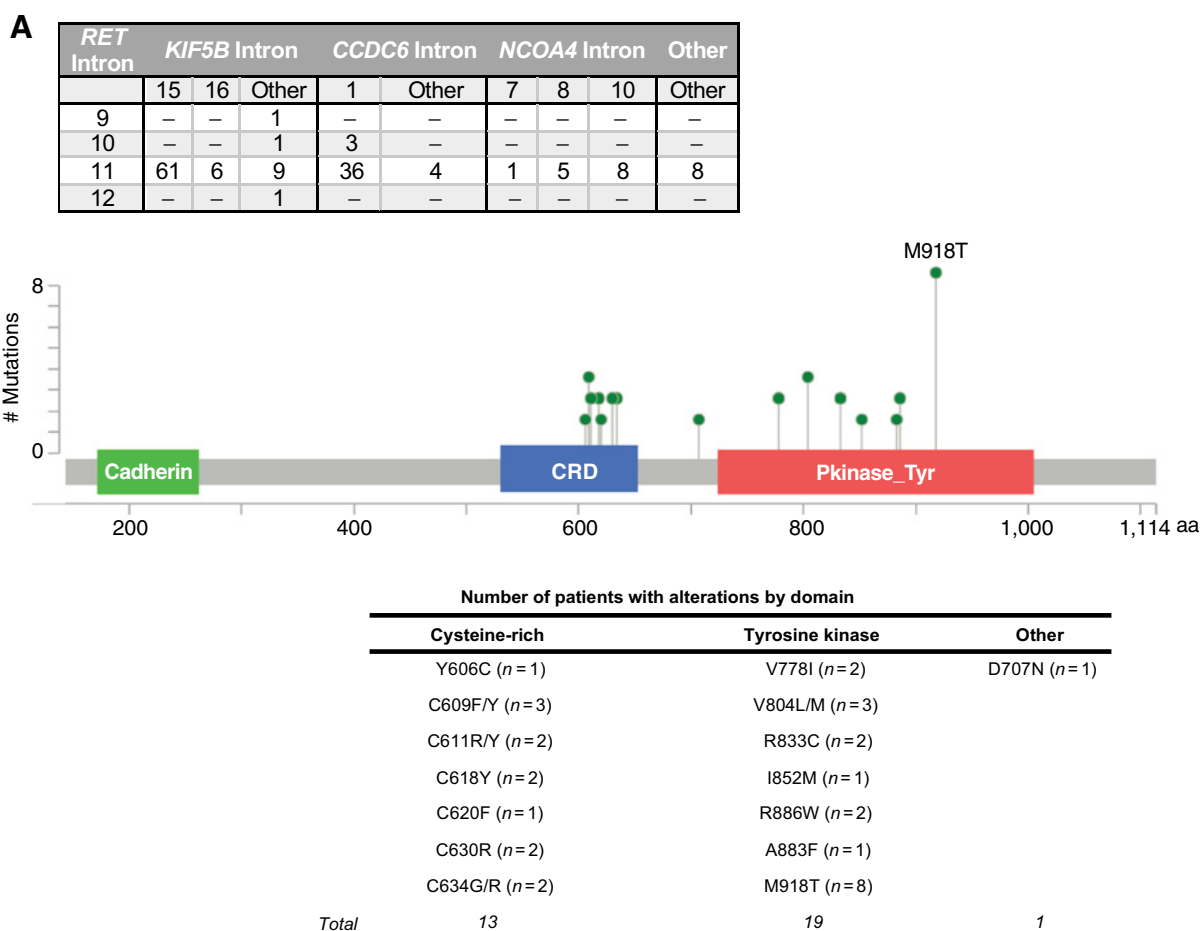 A
RET Intron KIF5B Intron CCDC6 Intron NCOA4 Intron Other
15 16 Other 1 Other 7 8 10 Other
9 – – 1 – – – – – –
10 – – 1 3 – – – – –
11 61 6 9 36 4 1 5 8 8
12 – – 1 – – – – – –
M918T
# Mutations
8
0
Cadherin CRD Pkinase_Tyr
200 400 600 800 1,000 1,114 aa
Number of patients with alterations by domain
Cysteine-rich Tyrosine kinase Other
Y606C (n = 1) V778I (n = 2) D707N (n = 1)
C609F/Y (n = 3) V804L/M (n = 3)
C611R/Y (n = 2) R833C (n = 2)
C618Y (n = 2) I852M (n = 1)
C620F (n = 1) R886W (n = 2)
C630R (n = 2) A883F (n = 1)
C634G/R (n = 2) M918T (n = 8)
Total 13 19 1